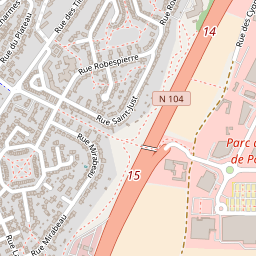 14
Rue du Plateau
Rue Robespierre
N 104
Rue Saint-Just
Rue Mirabeau
Parc
de
15
Rue Mirabeau
Rue des